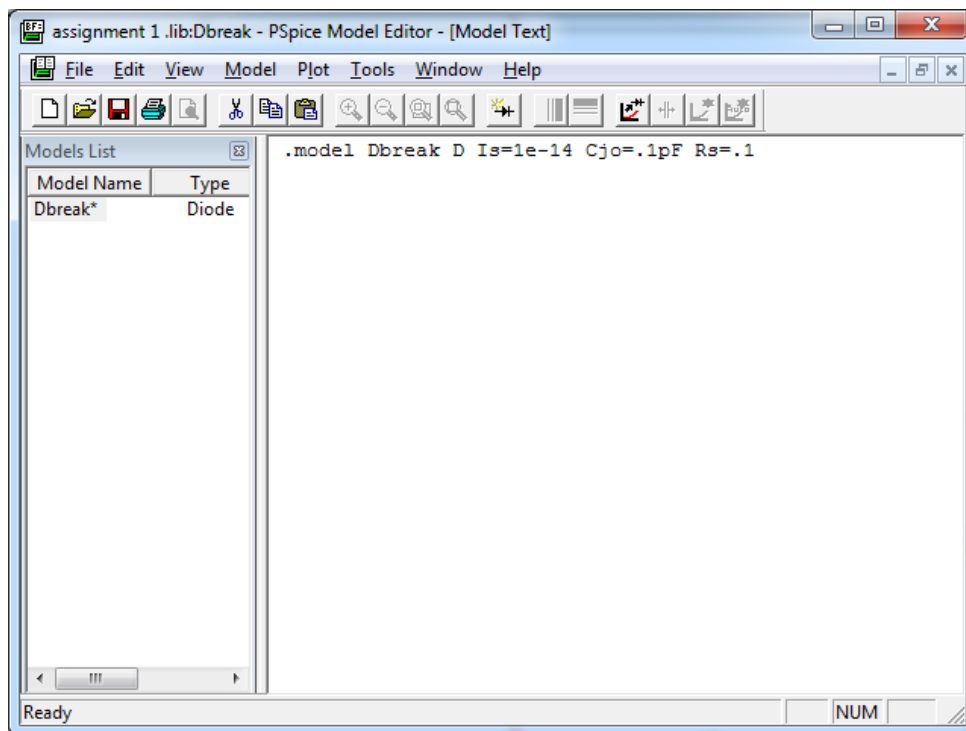 assignment 1 .lib:Dbreak - PSpice Model Editor - [Model Text]
File Edit View Model Plot Tools Window Help
Models List
Model Name Type
Dbreak* Diode
.model Dbreak D Is=1e-14 Cjo=.1pF Rs=.1
Ready
NUM